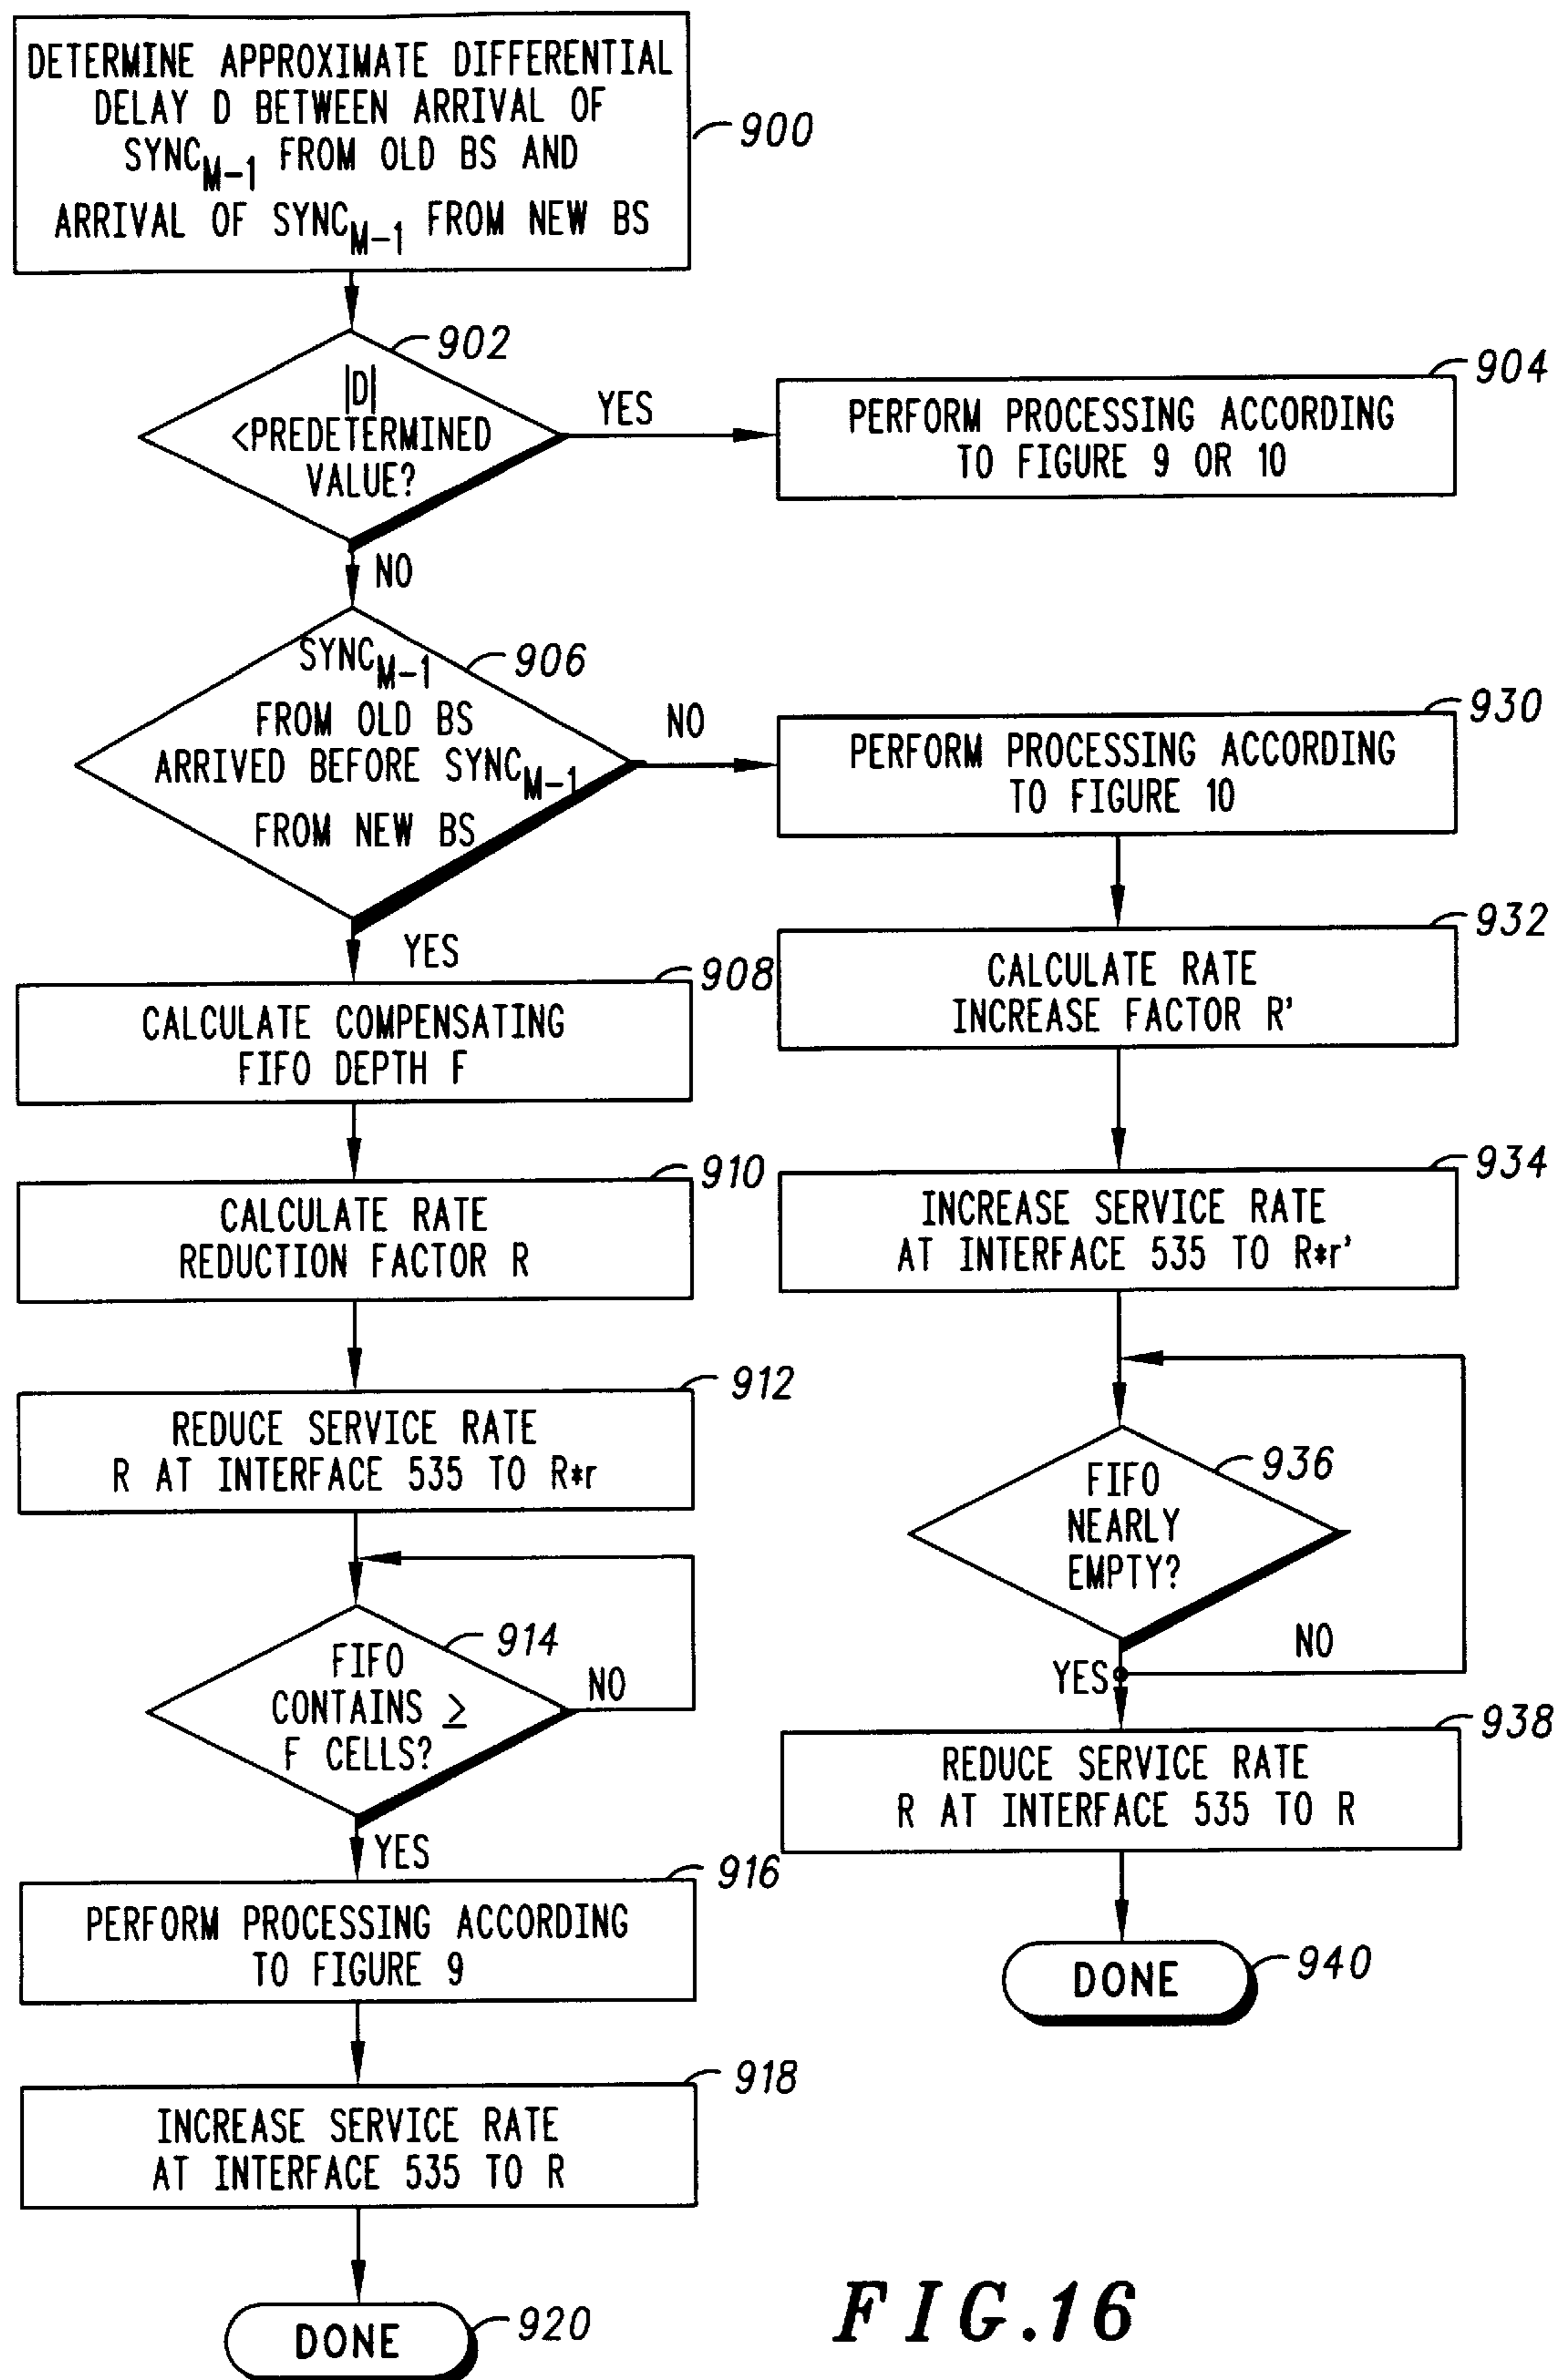 DETERMINE APPROXIMATE DIFFERENTIAL
DELAY D BETWEEN ARRIVAL OF
SYNC_M-1 FROM OLD BS AND
ARRIVAL OF SYNC_M-1 FROM NEW BS
900
902
|D|
<PREDETERMINED
VALUE?
YES
904
PERFORM PROCESSING ACCORDING
TO FIGURE 9 OR 10
NO
906
SYNC_M-1
FROM OLD BS
ARRIVED BEFORE SYNC_M-1
FROM NEW BS
NO
930
PERFORM PROCESSING ACCORDING
TO FIGURE 10
YES
908
CALCULATE COMPENSATING
FIFO DEPTH F
932
CALCULATE RATE
INCREASE FACTOR R'
910
CALCULATE RATE
REDUCTION FACTOR R
934
INCREASE SERVICE RATE
AT INTERFACE 535 TO R*r'
912
REDUCE SERVICE RATE
R AT INTERFACE 535 TO R*r
936
FIFO
NEARLY
EMPTY?
NO
YES
914
FIFO
CONTAINS ≥
F CELLS?
NO
YES
938
REDUCE SERVICE RATE
R AT INTERFACE 535 TO R
916
PERFORM PROCESSING ACCORDING
TO FIGURE 9
DONE
940
918
INCREASE SERVICE RATE
AT INTERFACE 535 TO R
DONE
920
FIG.16